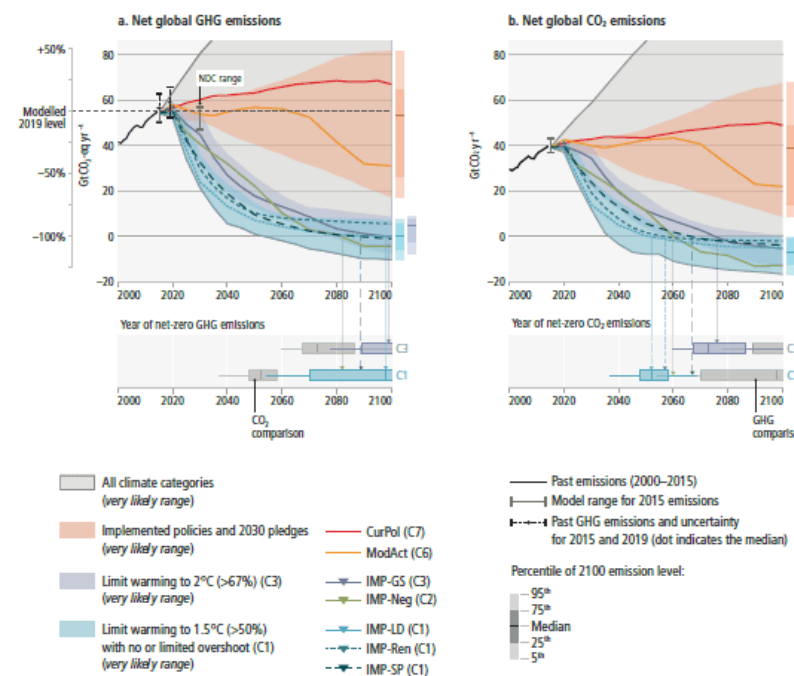 a. Net global GHG emissions
+50%
Modelled
2019 level
−50%
−100%
Gt CO₂-eq yr⁻¹
80
60
40
20
0
−20
NDC range
2000 2020 2040 2060 2080 2100
Year of net-zero GHG emissions
C3
C1
2000 2020 2040 2060 2080 2100
CO₂
comparison
b. Net global CO₂ emissions
Gt CO₂ yr⁻¹
80
60
40
20
0
−20
2000 2020 2040 2060 2080 2100
Year of net-zero CO₂ emissions
C
C
2000 2020 2040 2060 2080 2100
GHG
comparis
All climate categories
(very likely range)
Implemented policies and 2030 pledges
(very likely range)
Limit warming to 2°C (>67%) (C3)
(very likely range)
Limit warming to 1.5°C (>50%)
with no or limited overshoot (C1)
(very likely range)
CurPol (C7)
ModAct (C6)
IMP-GS (C3)
IMP-Neg (C2)
IMP-LD (C1)
IMP-Ren (C1)
IMP-SP (C1)
Past emissions (2000–2015)
Model range for 2015 emissions
Past GHG emissions and uncertainty
for 2015 and 2019 (dot indicates the median)
Percentile of 2100 emission level:
95th
75th
Median
25th
5th